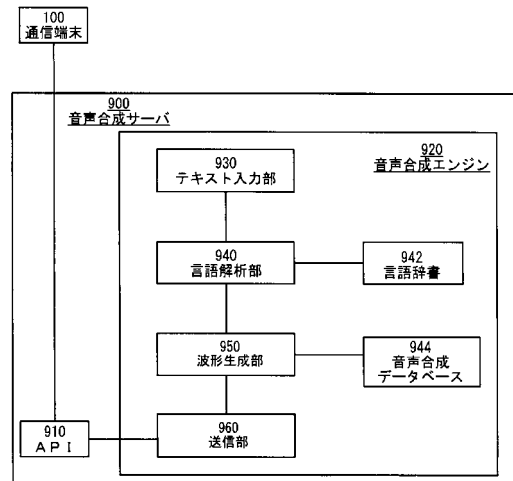 100
通信端末
900
音声合成サーバ
920
音声合成エンジン
930
テキスト入力部
940
言語解析部
942
言語辞書
950
波形生成部
944
音声合成
データベース
910
ＡＰＩ
960
送信部